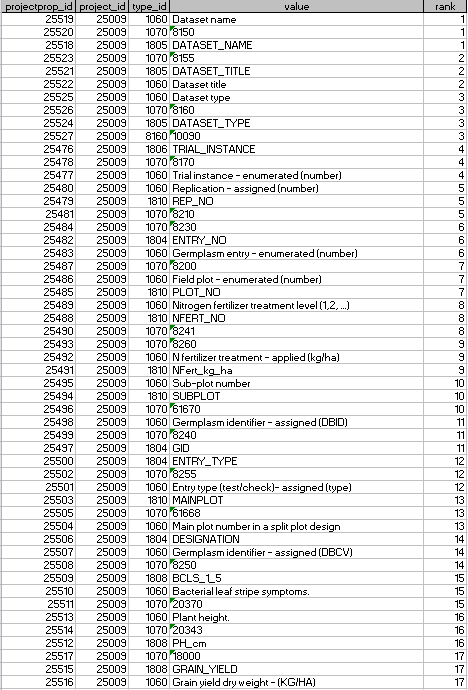 projectprop_id project_id type_id value rank
25519 25009 1060 Dataset name 1
25520 25009 1070 8150 1
25518 25009 1805 DATASET_NAME 1
25523 25009 1070 8155 2
25521 25009 1805 DATASET_TITLE 2
25522 25009 1060 Dataset title 2
25525 25009 1060 Dataset type 3
25526 25009 1070 8160 3
25524 25009 1805 DATASET_TYPE 3
25527 25009 8160 10090 3
25476 25009 1806 TRIAL_INSTANCE 4
25478 25009 1070 8170 4
25477 25009 1060 Trial instance - enumerated (number) 4
25480 25009 1060 Replication - assigned (number) 5
25479 25009 1810 REP_NO 5
25481 25009 1070 8210 5
25484 25009 1070 8230 6
25482 25009 1804 ENTRY_NO 6
25483 25009 1060 Germplasm entry - enumerated (number) 6
25487 25009 1070 8200 7
25486 25009 1060 Field plot - enumerated (number) 7
25485 25009 1810 PLOT_NO 7
25489 25009 1060 Nitrogen fertilizer treatment level (1,2, ...) 8
25488 25009 1810 NFERT_NO 8
25490 25009 1070 8241 8
25493 25009 1070 8260 9
25492 25009 1060 N fertilizer treatment - applied (kg/ha) 9
25491 25009 1810 NFert_kg_ha 9
25495 25009 1060 Sub-plot number 10
25494 25009 1810 SUBPLOT 10
25496 25009 1070 61670 10
25498 25009 1060 Germplasm identifier - assigned (DBID) 11
25499 25009 1070 8240 11
25497 25009 1804 GID 11
25500 25009 1804 ENTRY_TYPE 12
25502 25009 1070 8255 12
25501 25009 1060 Entry type (test/check)- assigned (type) 12
25503 25009 1810 MAINPLOT 13
25505 25009 1070 61668 13
25504 25009 1060 Main plot number in a split plot design 13
25506 25009 1804 DESIGNATION 14
25507 25009 1060 Germplasm identifier - assigned (DBCV) 14
25508 25009 1070 8250 14
25509 25009 1808 BCLS_1_5 15
25510 25009 1060 Bacterial leaf stripe symptoms. 15
25511 25009 1070 20370 15
25513 25009 1060 Plant height. 16
25514 25009 1070 20343 16
25512 25009 1808 PH_cm 16
25517 25009 1070 18000 17
25515 25009 1808 GRAIN_YIELD 17
25516 25009 1060 Grain yield dry weight - (KG/HA) 17